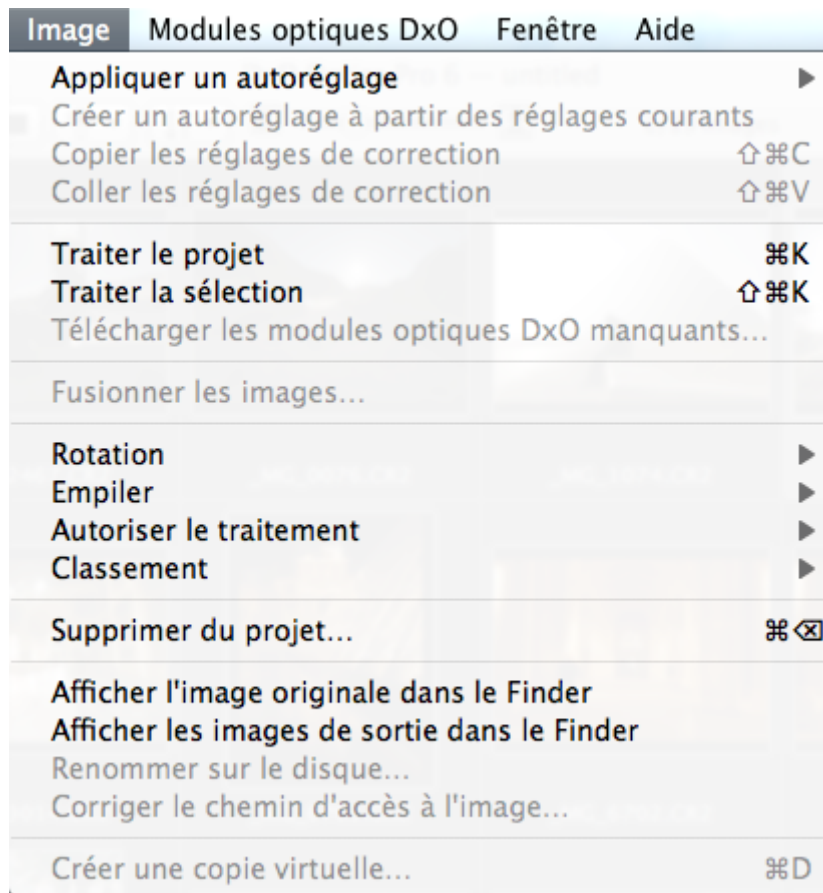 Image Modules optiques DxO Fenêtre Aide
Appliquer un autoréglage ▶
Créer un autoréglage à partir des réglages courants
Copier les réglages de correction ⇧⌘C
Coller les réglages de correction ⇧⌘V
Traiter le projet ⌘K
Traiter la sélection ⇧⌘K
Télécharger les modules optiques DxO manquants...
Fusionner les images...
Rotation ▶
Empiler ▶
Autoriser le traitement ▶
Classement ▶
Supprimer du projet... ⌘⌫
Afficher l'image originale dans le Finder
Afficher les images de sortie dans le Finder
Renommer sur le disque...
Corriger le chemin d'accès à l'image...
Créer une copie virtuelle... ⌘D